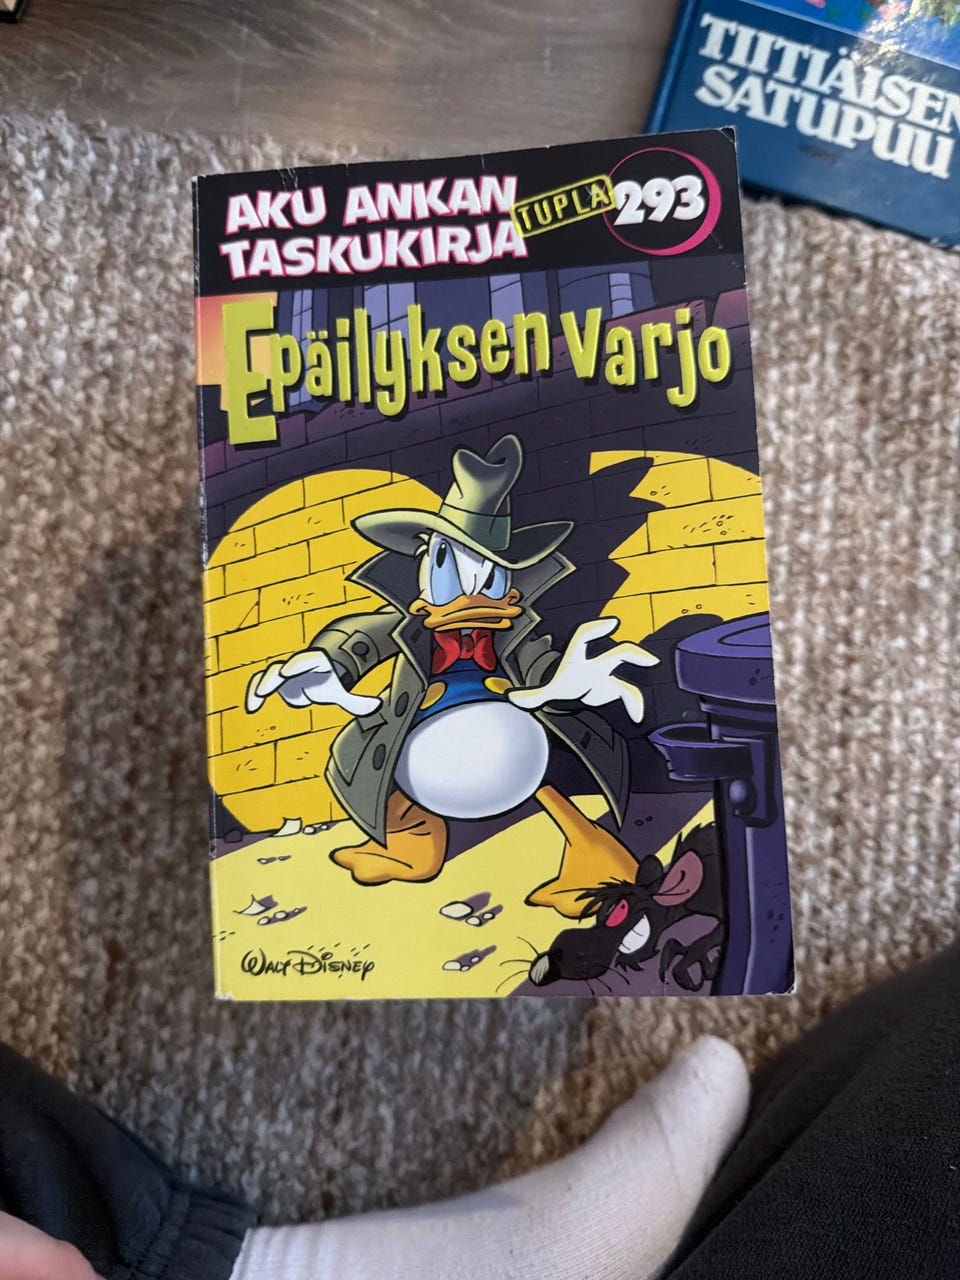 TIITIÄISEN
SATUPUU
AKU ANKAN
TASKUKIRJA
TUPLA
293
Epäilyksen varjo
WALT DISNEY